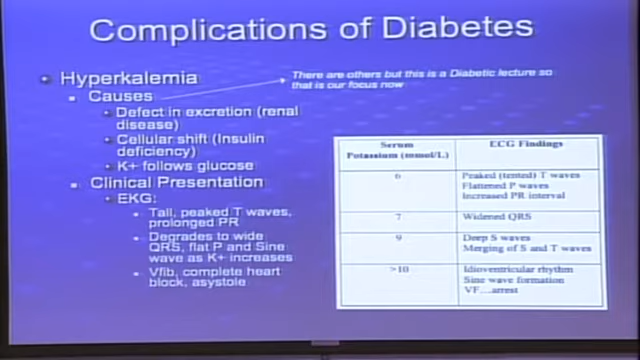 Complications of Diabetes
Hyperkalemia
There are others but this is a Diabetic lecture so
that is our focus now
Causes
Defect in excretion (renal
disease)
Cellular shift (Insulin
deficiency)
K+ follows glucose
Clinical Presentation
EKG:
Tall, peaked T waves,
prolonged PR
Degrades to wide
QRS, flat P and Sine
wave as K+ increases
Vfib, complete heart
block, asystole
Serum
Potassium (mmol/L)
ECG Findings
6
Peaked (tented) T waves
Flattened P waves
Increased PR interval
7
Widened QRS
9
Deep S waves
Merging of S and T waves
>10
Idioventricular rhythm
Sine wave formation
VF....arrest